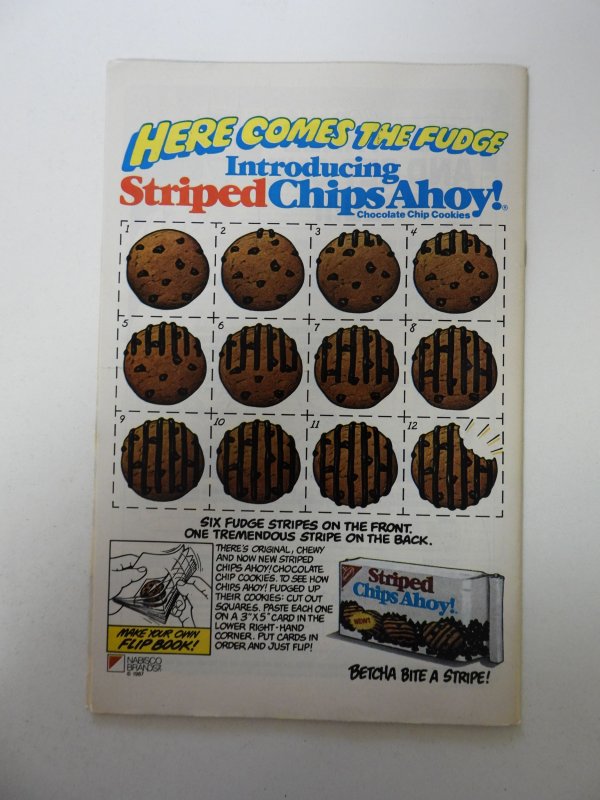 HERE COMES THE FUDGE
Introducing
Striped Chips Ahoy!®
Chocolate Chip Cookies
1
2
3
4
5
6
7
8
9
10
11
12
SIX FUDGE STRIPES ON THE FRONT.
ONE TREMENDOUS STRIPE ON THE BACK.
THERE'S ORIGINAL, CHEWY
AND NOW NEW STRIPED
CHIPS AHOY! CHOCOLATE
CHIP COOKIES. TO SEE HOW
CHIPS AHOY! FUDGED UP
THEIR COOKIES: CUT OUT
SQUARES. PASTE EACH ONE
ON A 3"X5" CARD IN THE
LOWER RIGHT-HAND
CORNER. PUT CARDS IN
ORDER AND JUST FLIP!
MAKE YOUR OWN
FLIP BOOK!
NABISCO
BRANDS
© 1987
Striped
Chips Ahoy!
NEW!
BETCHA BITE A STRIPE!